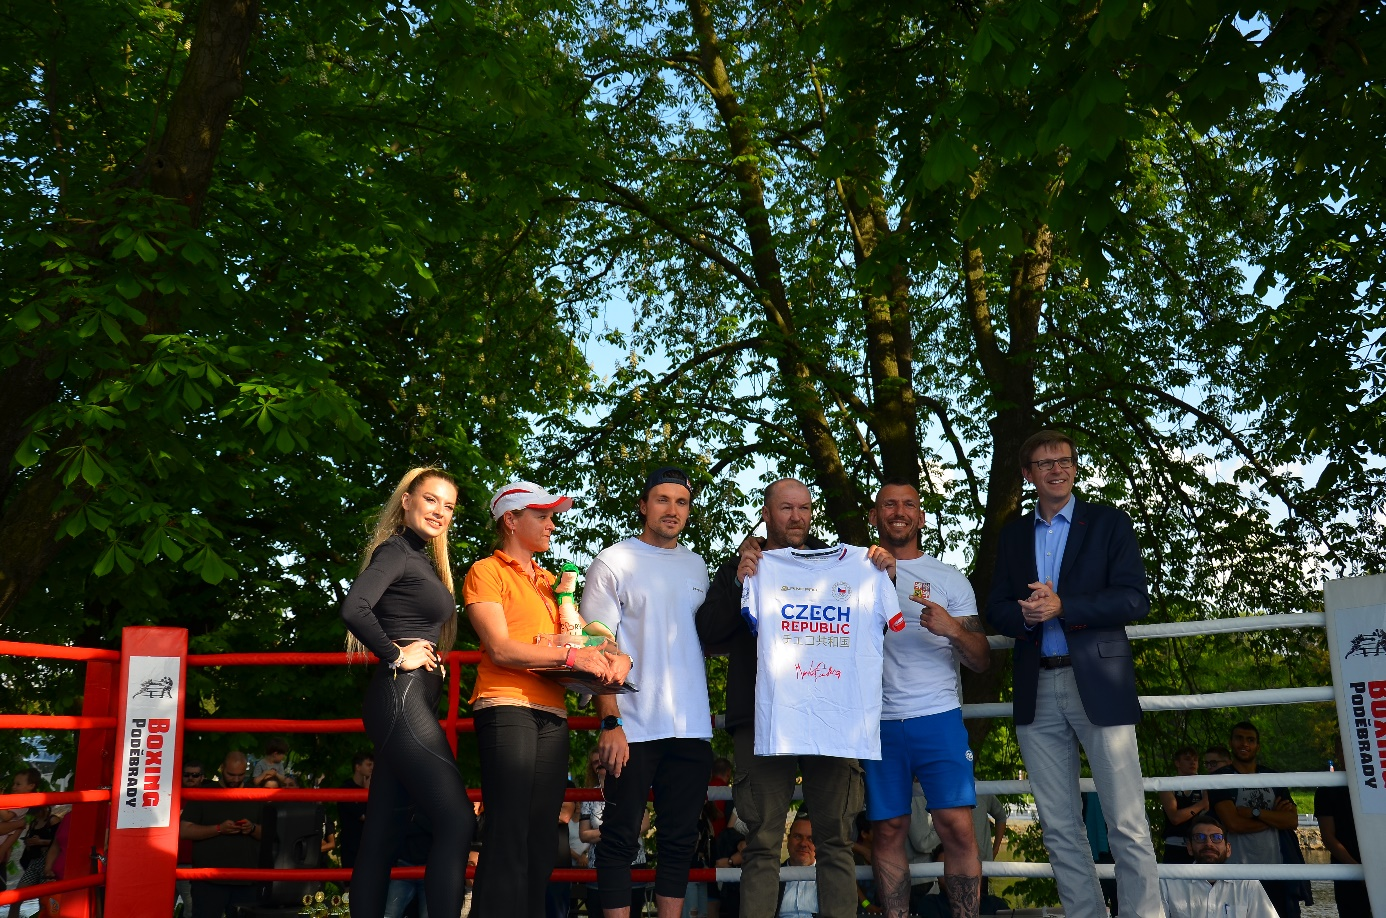 CZECH
REPUBLIC
チェコ共和国
BOXING
PODĚBRADY
BOXING
PODĚBRADY